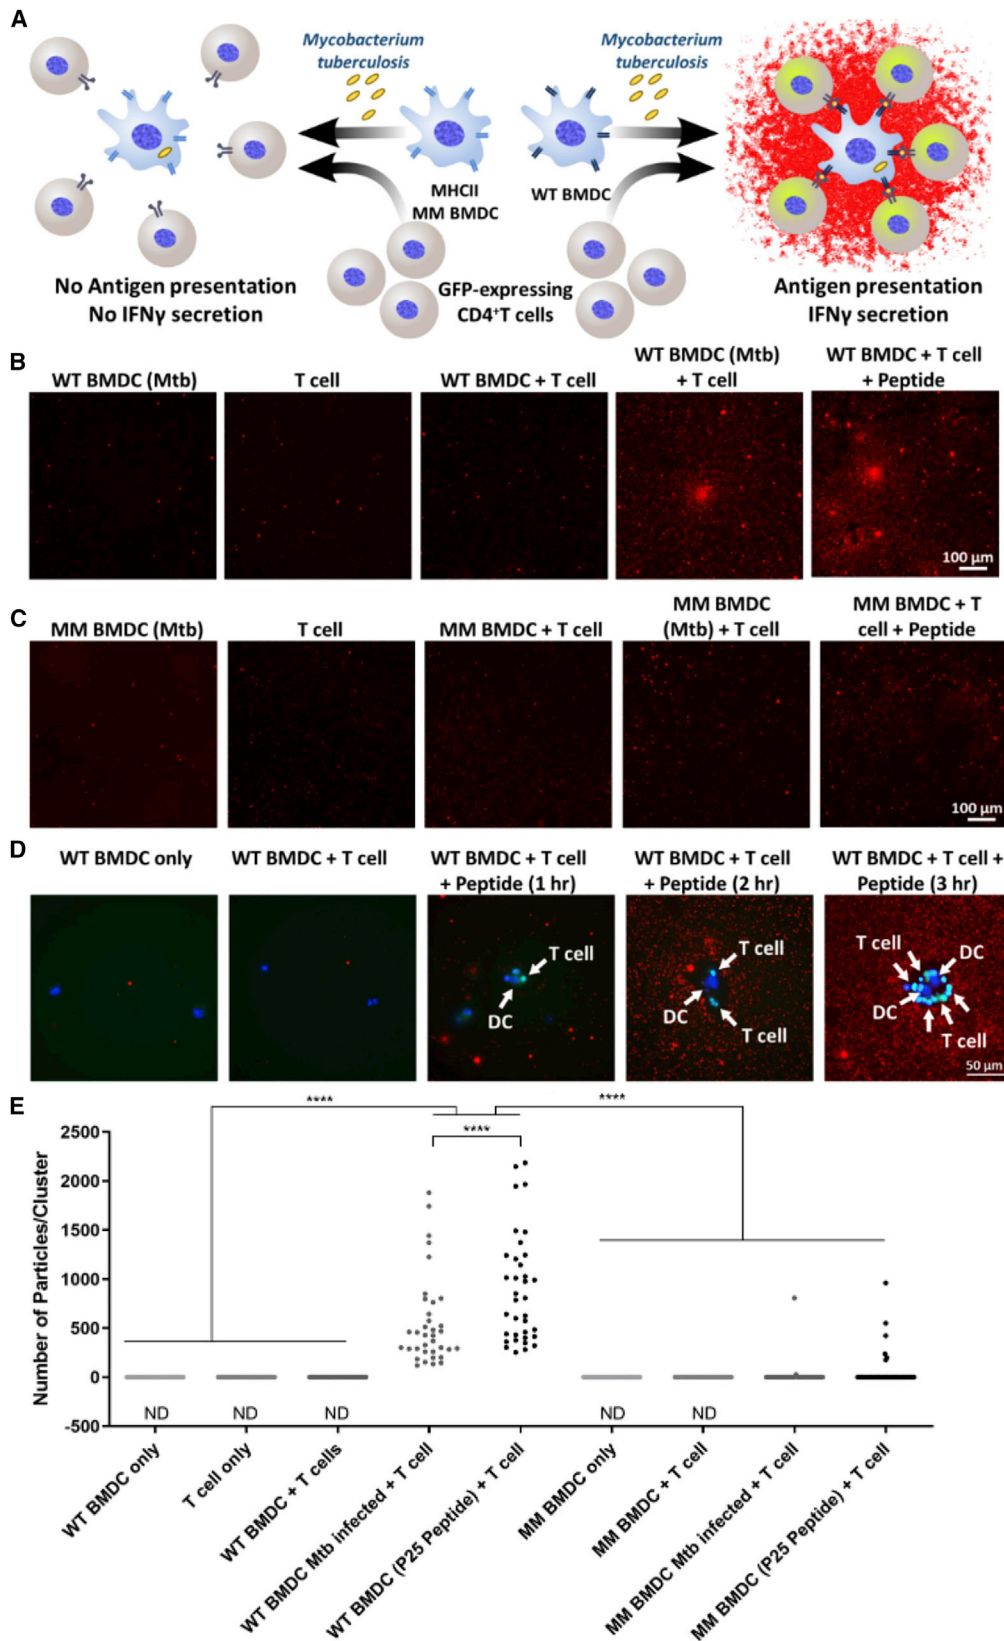 A
Mycobacterium
tuberculosis
Mycobacterium
tuberculosis
MHCII
MM BMDC
WT BMDC
No Antigen presentation
No IFNγ secretion
GFP-expressing
CD4⁺T cells
Antigen presentation
IFNγ secretion
B
WT BMDC (Mtb)
T cell
WT BMDC + T cell
WT BMDC (Mtb)
+ T cell
WT BMDC + T cell
+ Peptide
100 µm
C
MM BMDC (Mtb)
T cell
MM BMDC + T cell
MM BMDC
(Mtb) + T cell
MM BMDC + T
cell + Peptide
100 µm
D
WT BMDC only
WT BMDC + T cell
WT BMDC + T cell
+ Peptide (1 hr)
WT BMDC + T cell
+ Peptide (2 hr)
WT BMDC + T cell +
Peptide (3 hr)
T cell
DC
T cell
DC
T cell
T cell
DC
DC
T cell
50 µm
E
****
****
****
Number of Particles/Cluster
2500
2000
1500
1000
500
0
-500
ND
ND
ND
ND
ND
WT BMDC only
T cell only
WT BMDC + T cells
WT BMDC Mtb infected + T cell
WT BMDC (P25 Peptide) + T cell
MM BMDC only
MM BMDC + T cell
MM BMDC Mtb infected + T cell
MM BMDC (P25 Peptide) + T cell